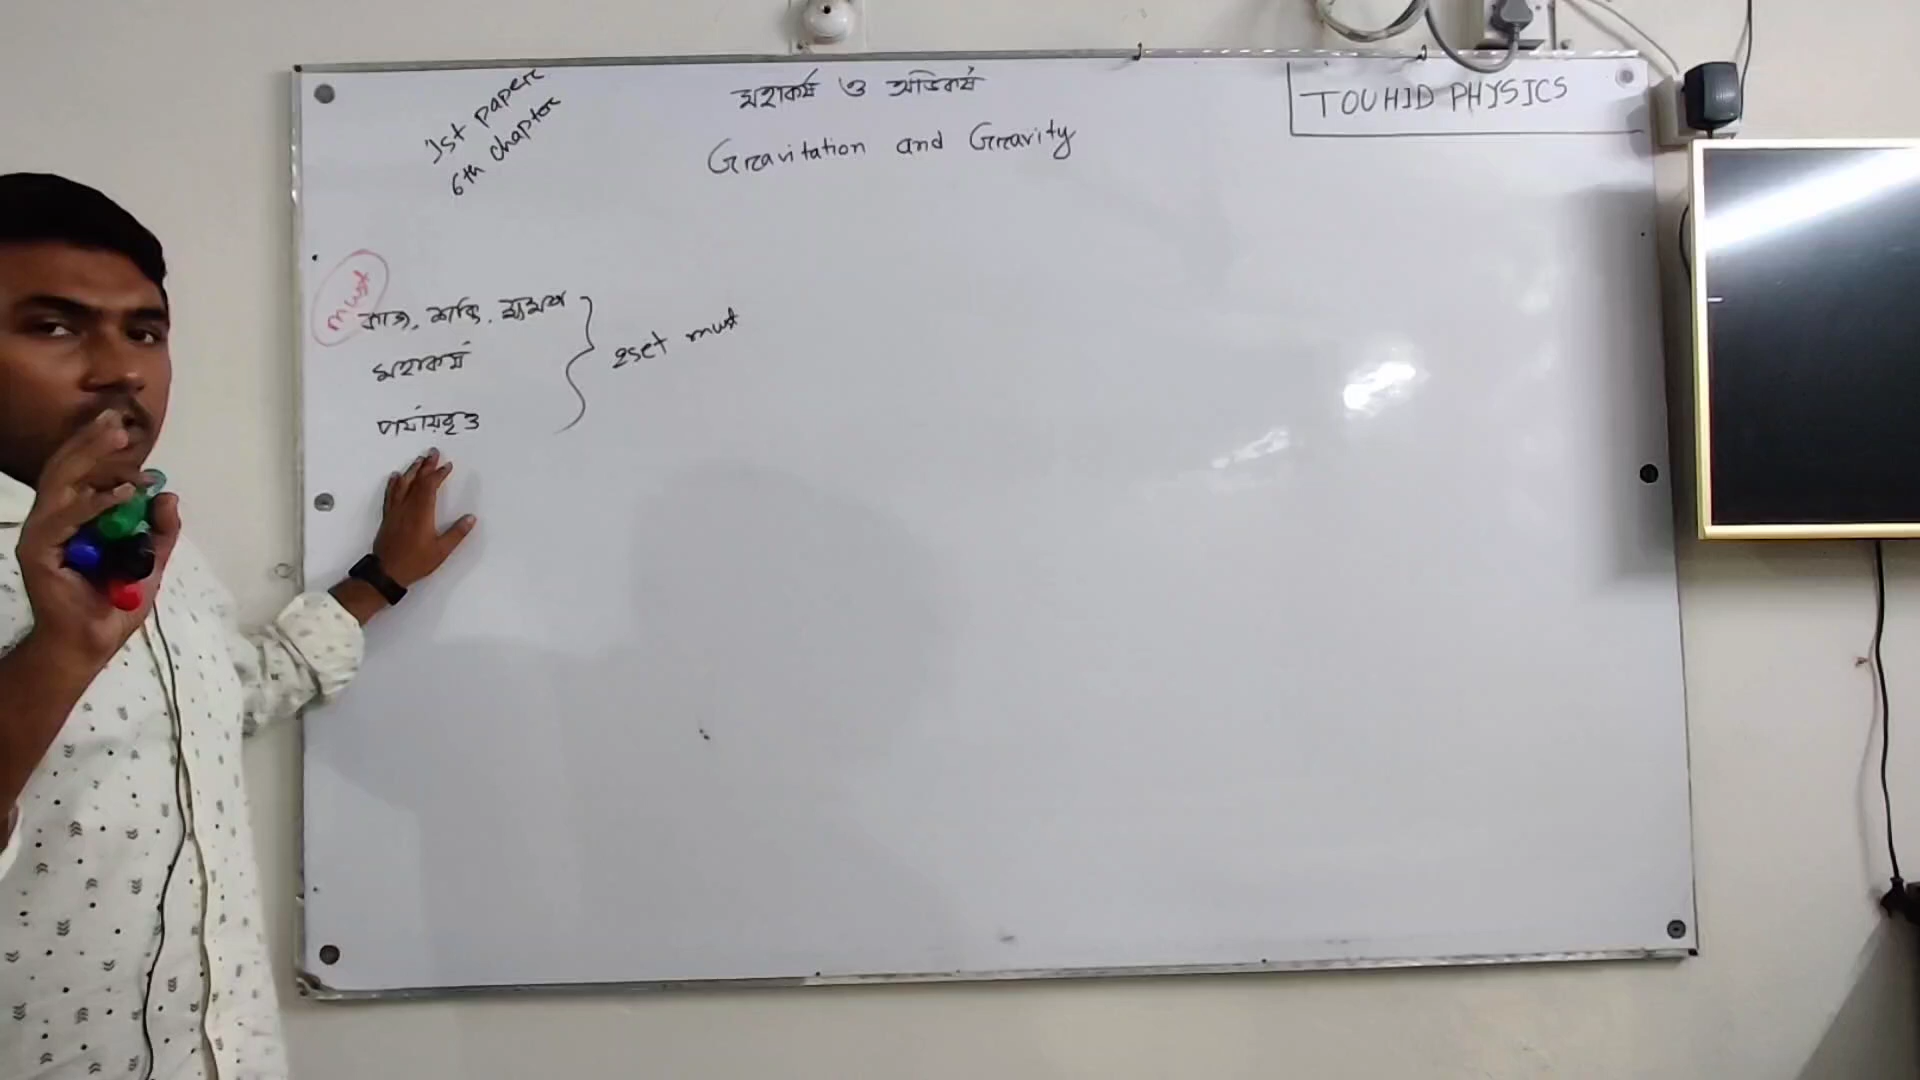 1st paper
6th chapter
মহাকর্ষ ও অভিকর্ষ
Gravitation and Gravity
TOUHID PHYSICS
must
কাজ, শক্তি, ক্ষমতা
মহাকর্ষ
পর্যায়বৃত্ত
2set must